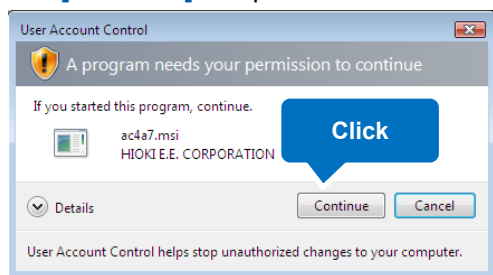 User Account Control
A program needs your permission to continue
If you started this program, continue.
ac4a7.msi
HIOKI E.E. CORPORATION
Click
Details
Continue
Cancel
User Account Control helps stop unauthorized changes to your computer.